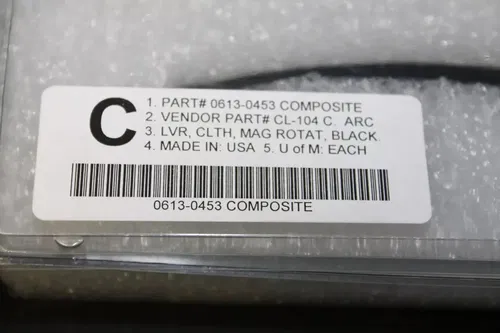 C
1. PART# 0613-0453 COMPOSITE
2. VENDOR PART# CL-104 C. ARC
3. LVR, CLTH, MAG ROTAT, BLACK.
4. MADE IN: USA 5. U of M: EACH
0613-0453 COMPOSITE